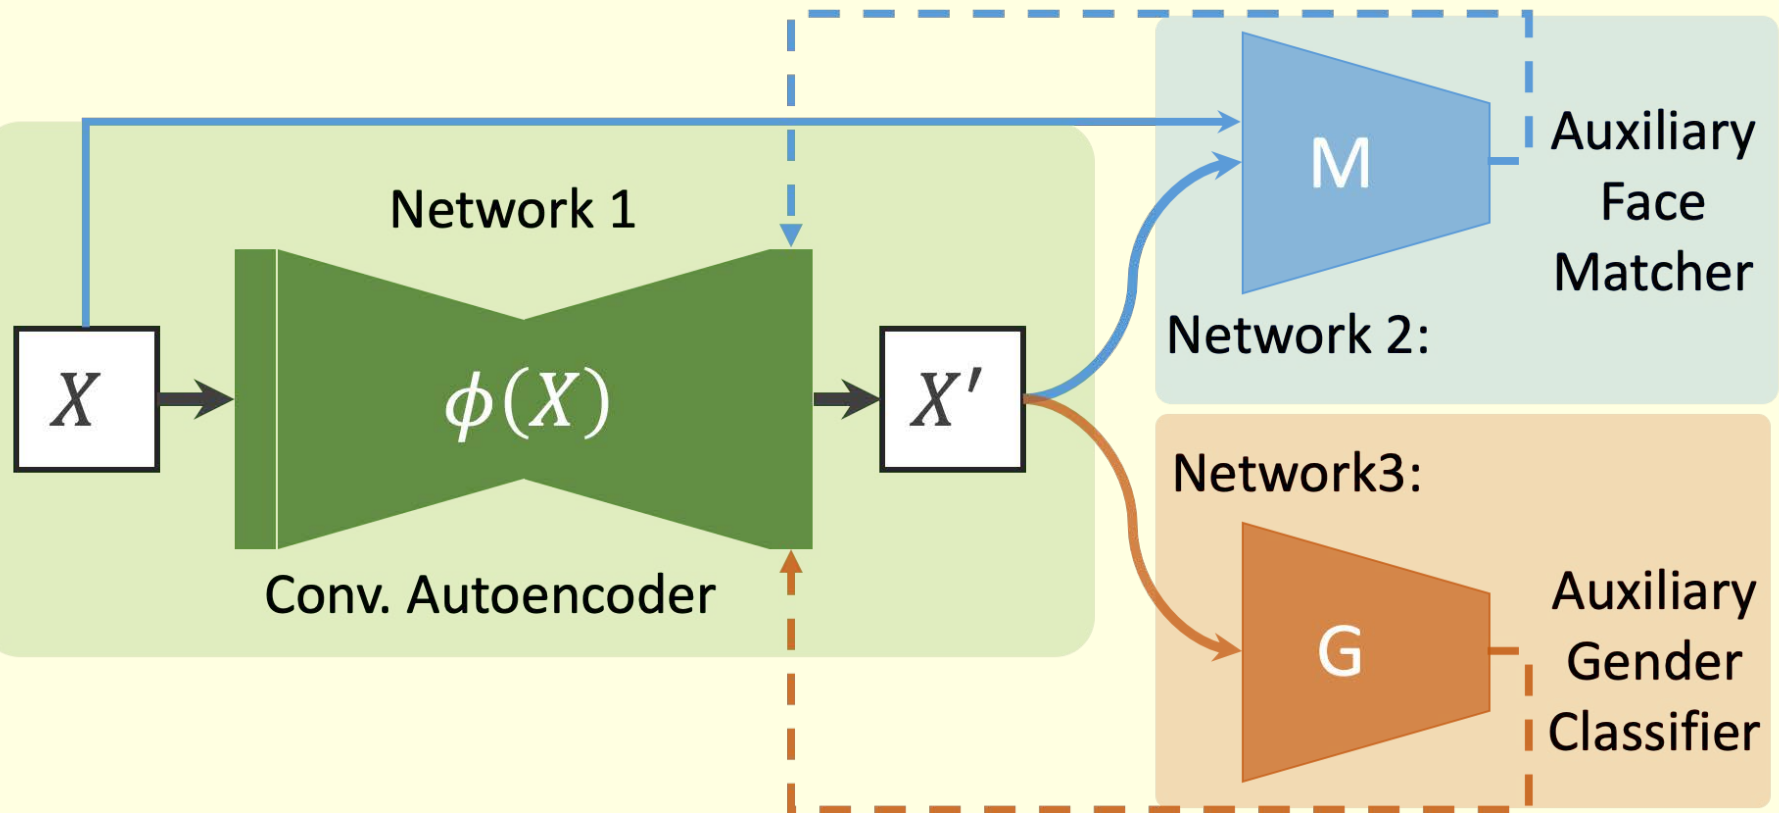 Network 1
X
ϕ(X)
X′
Conv. Autoencoder
M
Auxiliary
Face
Matcher
Network 2:
Network3:
G
Auxiliary
Gender
Classifier